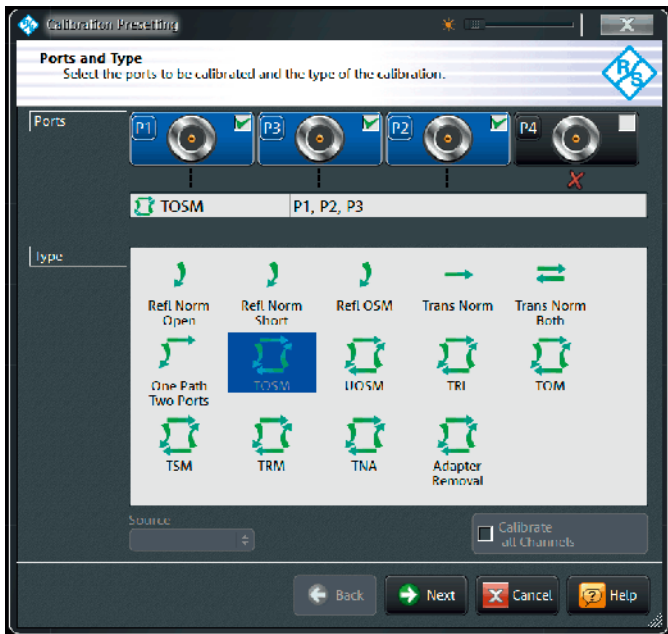 Calibration Presetting
Ports and Type
Select the ports to be calibrated and the type of the calibration.
R&S
Ports
P1
P3
P2
P4
TOSM
P1, P2, P3
Type
Refl Norm
Open
Refl Norm
Short
Refl OSM
Trans Norm
Trans Norm
Both
One Path
Two Ports
TOSM
UOSM
TRL
TOM
TSM
TRM
TNA
Adapter
Removal
Source
Calibrate
all Channels
Back
Next
Cancel
Help